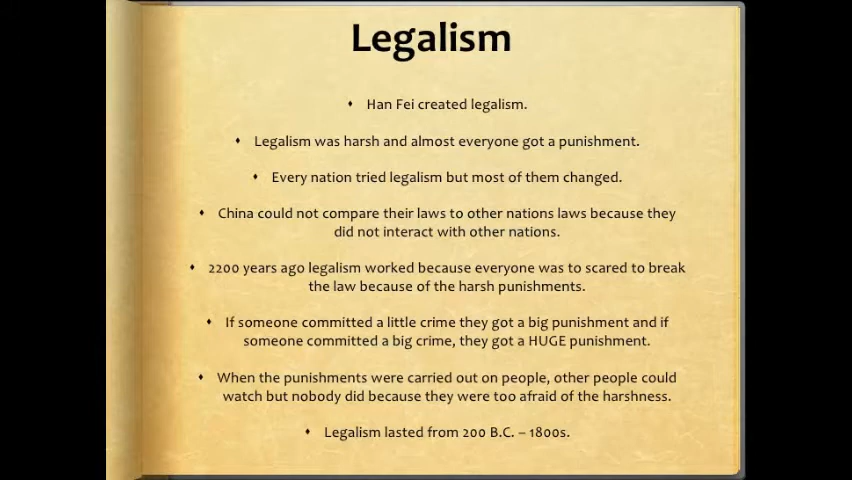 Legalism
♦ Han Fei created legalism.
♦ Legalism was harsh and almost everyone got a punishment.
♦ Every nation tried legalism but most of them changed.
♦ China could not compare their laws to other nations laws because they
did not interact with other nations.
♦ 2200 years ago legalism worked because everyone was to scared to break
the law because of the harsh punishments.
♦ If someone committed a little crime they got a big punishment and if
someone committed a big crime, they got a HUGE punishment.
♦ When the punishments were carried out on people, other people could
watch but nobody did because they were too afraid of the harshness.
♦ Legalism lasted from 200 B.C. – 1800s.